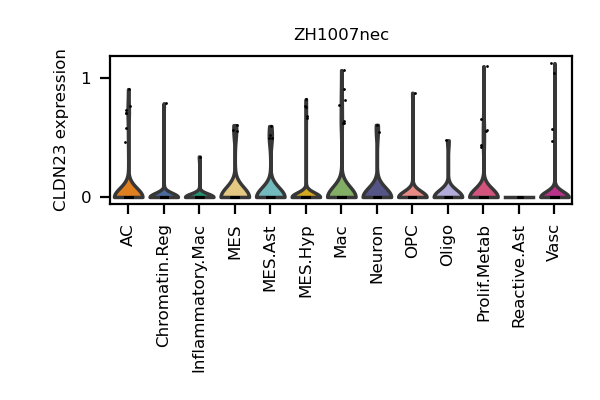 ZH1007nec
CLDN23 expression
1
0
AC
Chromatin.Reg
Inflammatory.Mac
MES
MES.Ast
MES.Hyp
Mac
Neuron
OPC
Oligo
Prolif.Metab
Reactive.Ast
Vasc